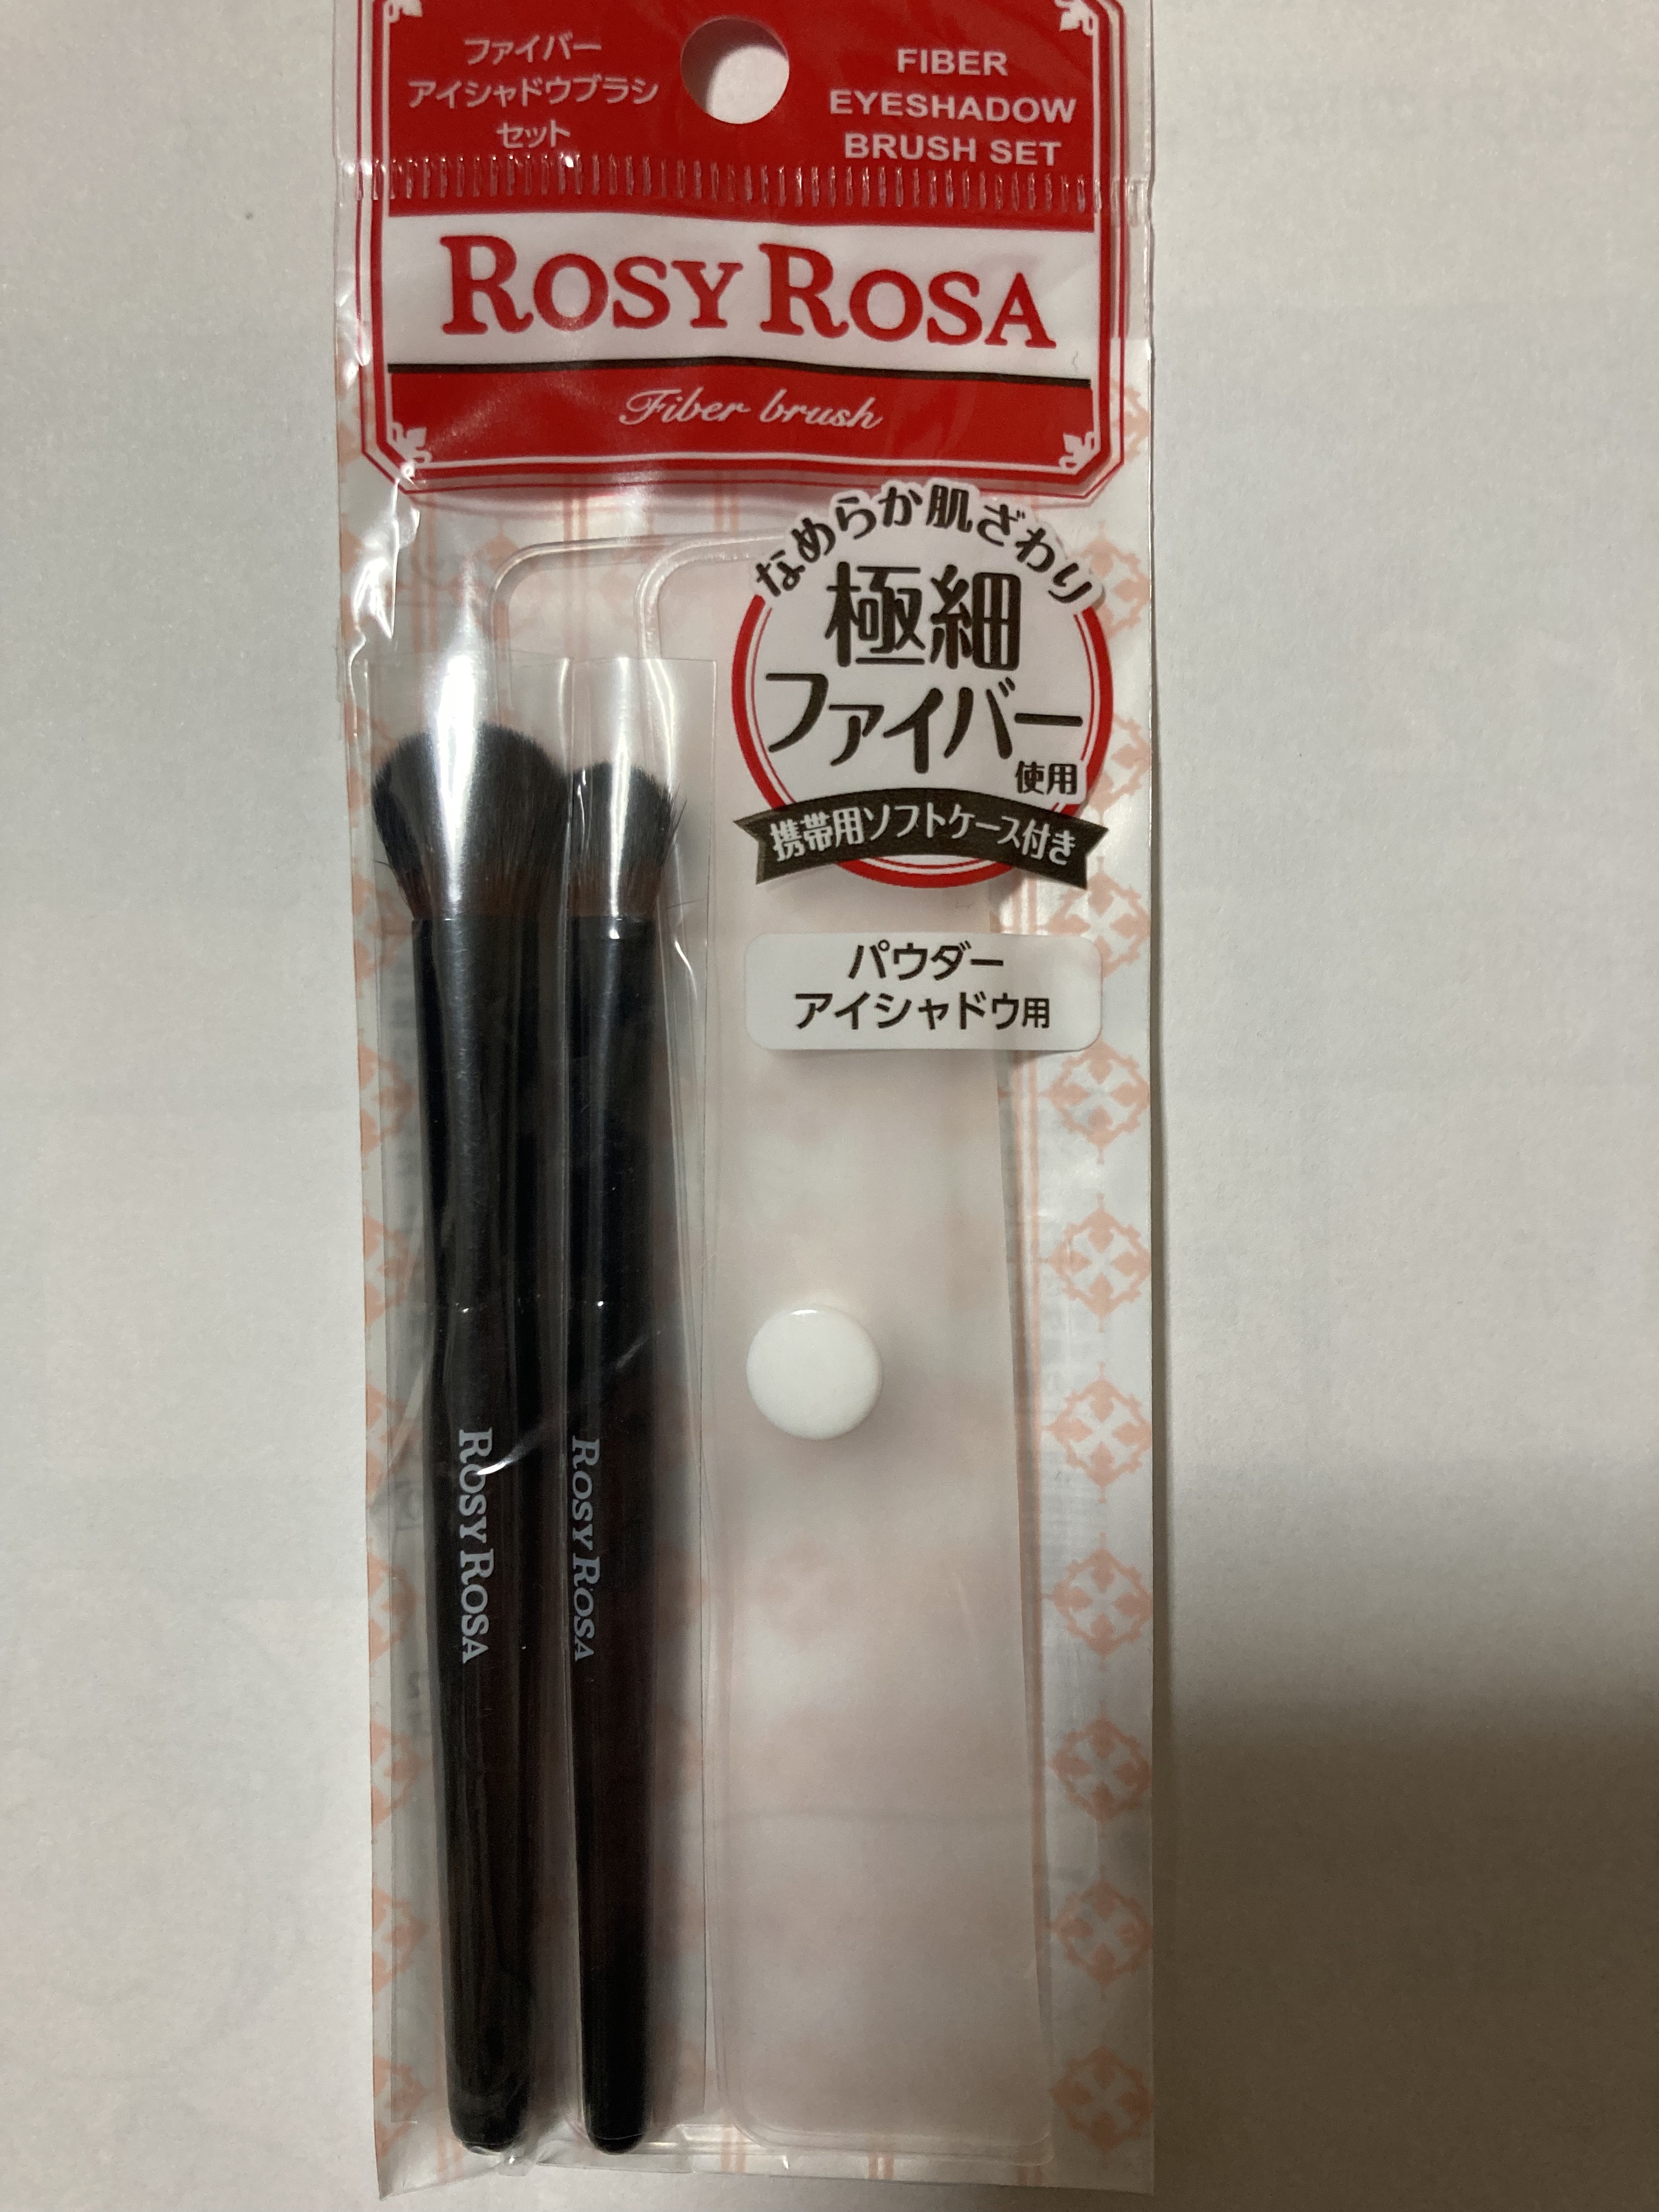 ファイバー
アイシャドウブラシ
セット
FIBER
EYESHADOW
BRUSH SET
ROSY ROSA
Fiber brush
なめらか肌ざわり
極細
ファイバー
使用
携帯用ソフトケース付き
パウダー
アイシャドウ用
ROSY ROSA
ROSY ROSA